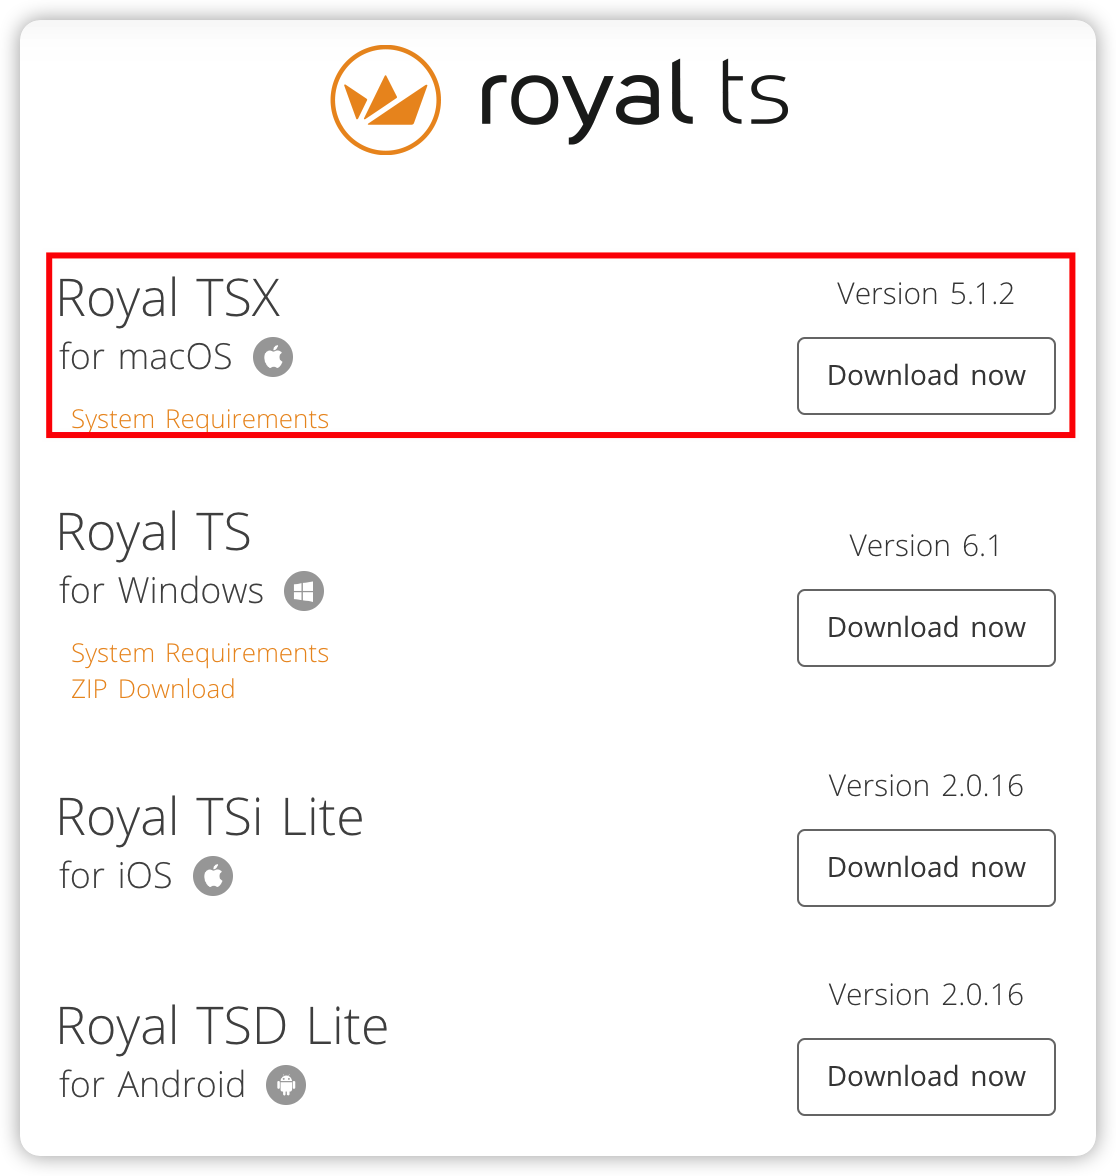 royal ts
Royal TSX
Version 5.1.2
for macOS
Download now
System Requirements
Royal TS
Version 6.1
for Windows
Download now
System Requirements
ZIP Download
Royal TSi Lite
Version 2.0.16
for iOS
Download now
Royal TSD Lite
Version 2.0.16
for Android
Download now